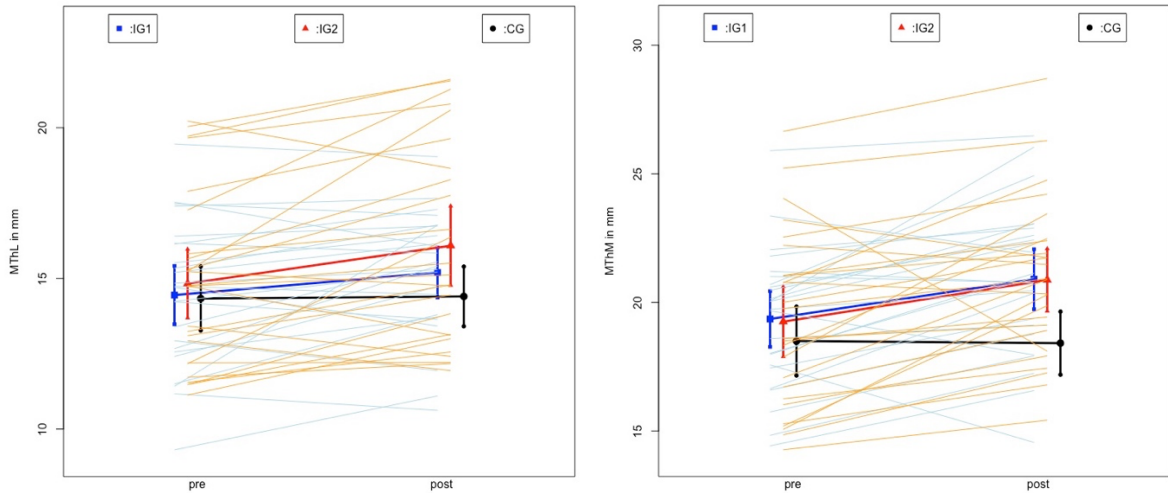 :IG1 :IG2 :CG
MThL in mm
20
15
10
pre post
:IG1 :IG2 :CG
MThM in mm
30
25
20
15
pre post